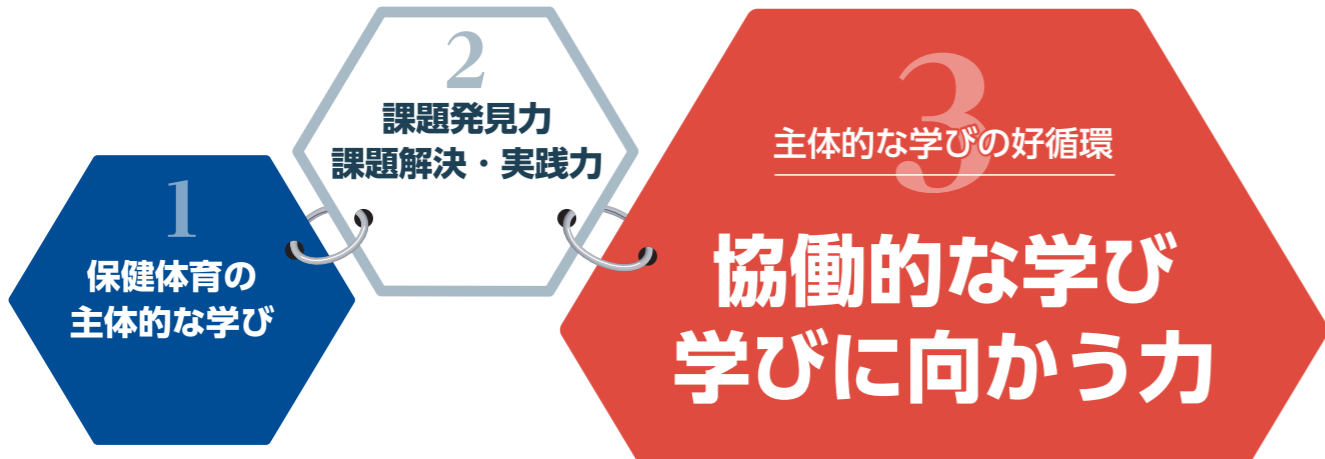 1
保健体育の
主体的な学び
2
課題発見力
課題解決・実践力
3
主体的な学びの好循環
協働的な学び
学びに向かう力